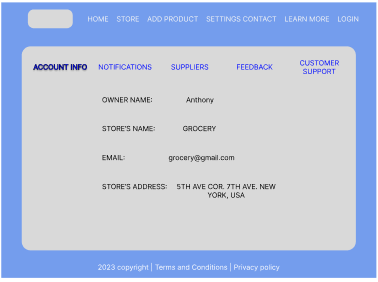 HOME STORE ADD PRODUCT SETTINGS CONTACT LEARN MORE LOGIN
ACCOUNT INFO NOTIFICATIONS SUPPLIERS FEEDBACK CUSTOMER SUPPORT
OWNER NAME: Anthony
STORE'S NAME: GROCERY
EMAIL: grocery@gmail.com
STORE'S ADDRESS: 5TH AVE COR. 7TH AVE. NEW
YORK, USA
2023 copyright | Terms and Conditions | Privacy policy